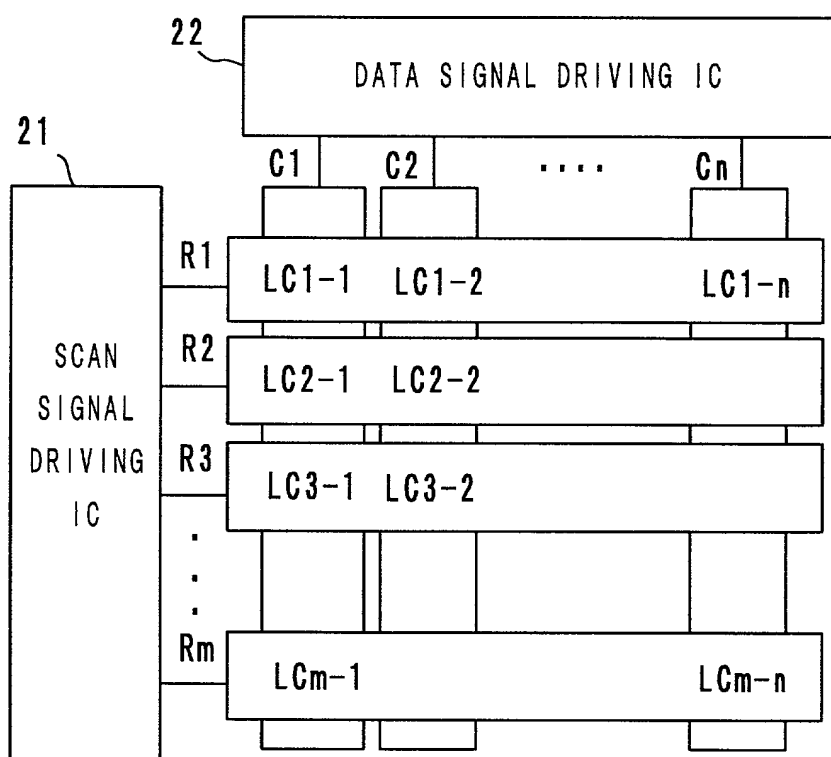 22
DATA SIGNAL DRIVING IC
21
C1 C2 .... Cn
R1
LC1-1 LC1-2 LC1-n
R2
LC2-1 LC2-2
SCAN
SIGNAL
DRIVING
IC
R3
LC3-1 LC3-2
.
.
.
Rm
LCm-1 LCm-n